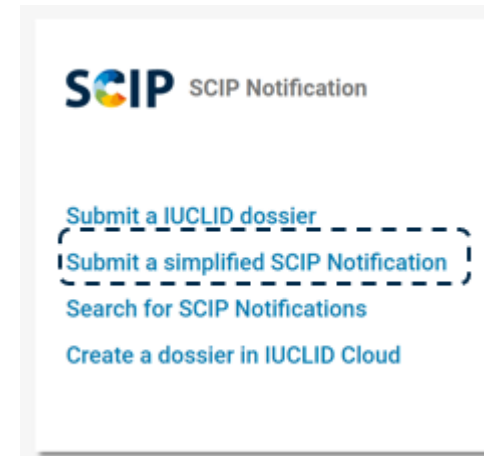 SCIP SCIP Notification
Submit a IUCLID dossier
Submit a simplified SCIP Notification
Search for SCIP Notifications
Create a dossier in IUCLID Cloud